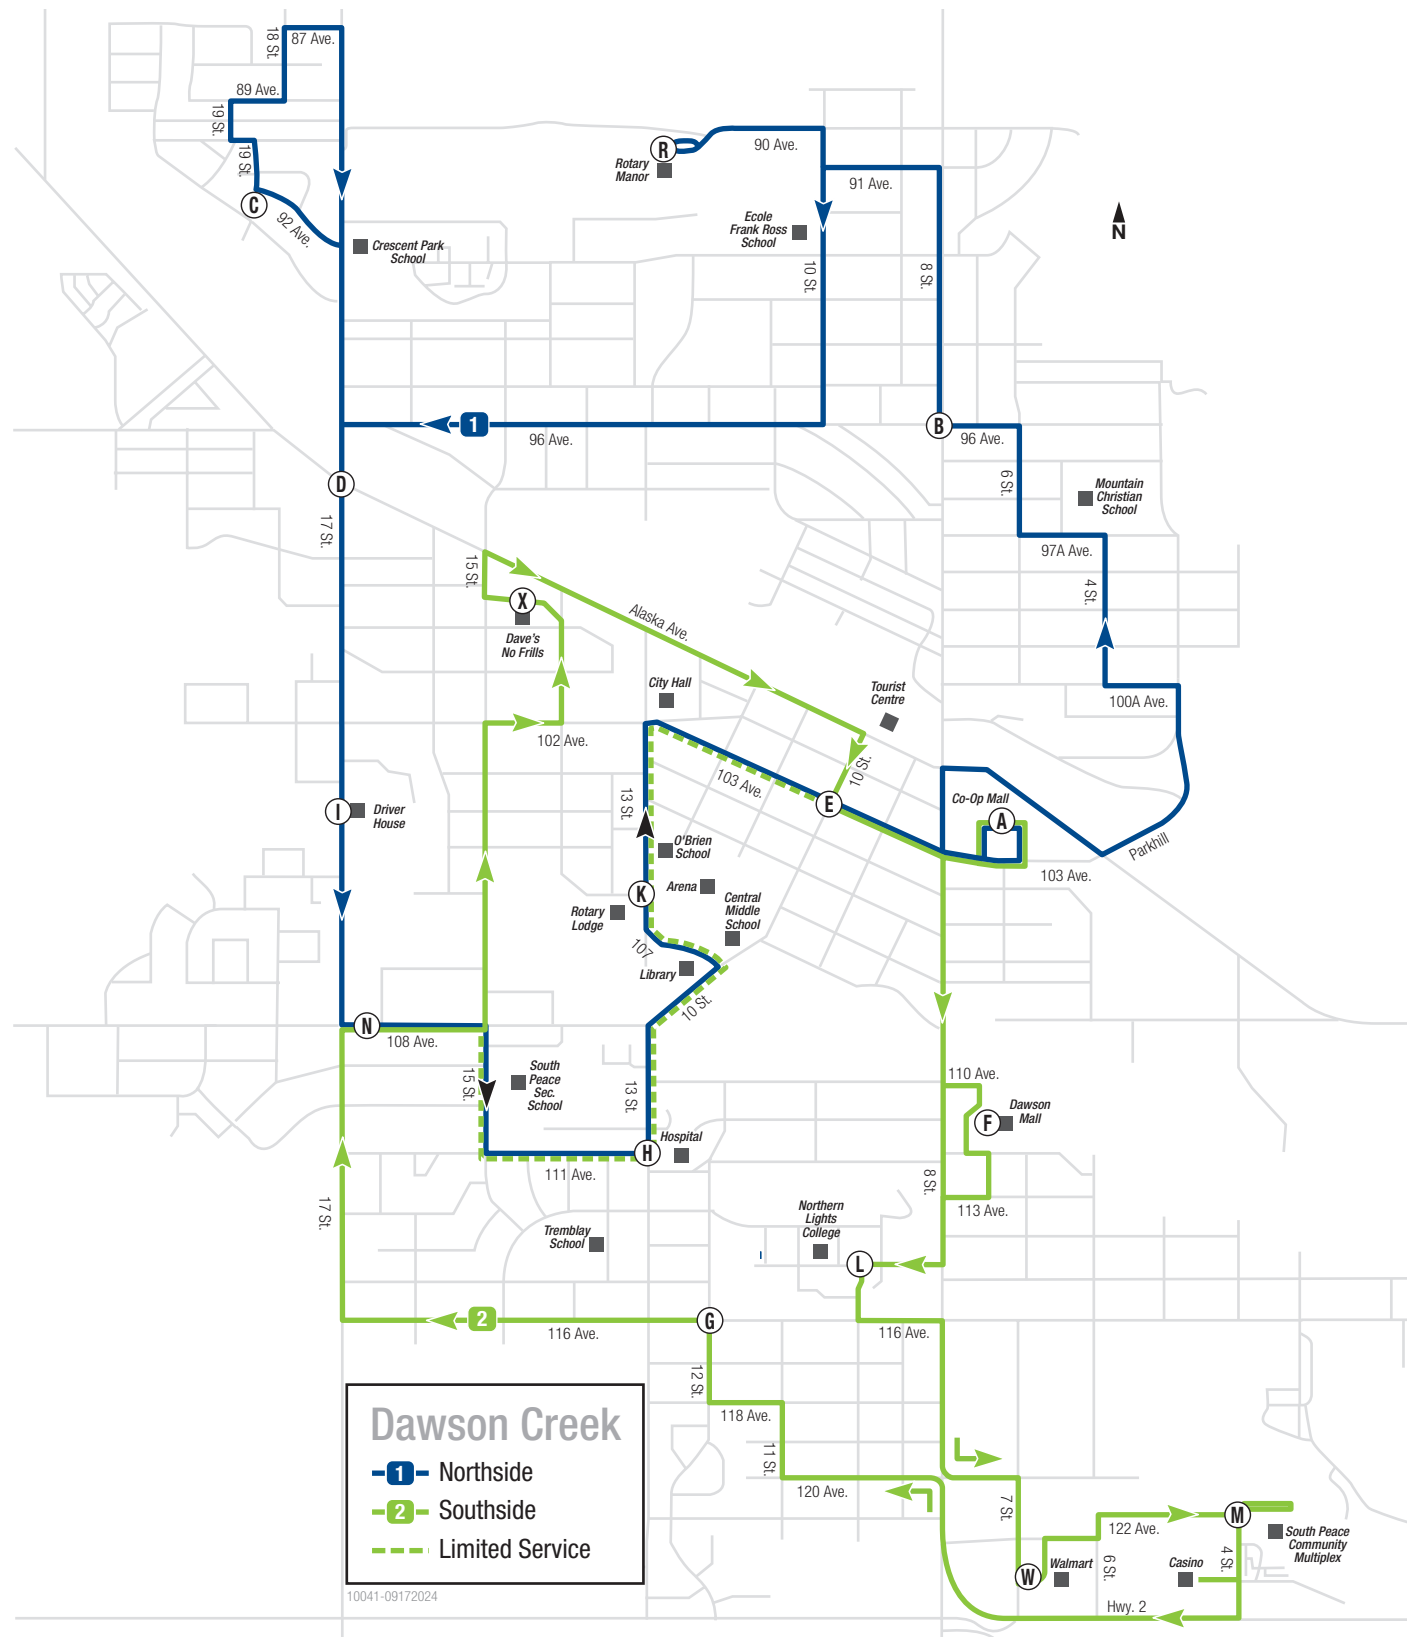 18 St.
87 Ave.
89 Ave.
19 St.
19 St.
C
92 Ave.
Crescent Park
School
R
Rotary
Manor
90 Ave.
91 Ave.
Ecole
Frank Ross
School
10 St.
8 St.
N
1
96 Ave.
B
96 Ave.
D
17 St.
6 St.
Mountain
Christian
School
97A Ave.
4 St.
15 St.
X
Dave's
No Frills
Alaska Ave.
City Hall
Tourist
Centre
100A Ave.
102 Ave.
103 Ave.
10 St.
E
Co-Op Mall
A
Parkhill
103 Ave.
I
Driver
House
13 St.
O'Brien
School
K
Arena
Central
Middle
School
Rotary
Lodge
107
Library
10 St.
N
108 Ave.
15 St.
South
Peace
Sec.
School
13 St.
Hospital
H
111 Ave.
110 Ave.
F
Dawson
Mall
8 St.
113 Ave.
17 St.
Tremblay
School
Northern
Lights
College
L
2
116 Ave.
G
116 Ave.
12 St.
118 Ave.
11 St.
120 Ave.
7 St.
122 Ave.
M
South Peace
Community
Multiplex
W
Walmart
6 St.
Casino
4 St.
Hwy. 2
Dawson Creek
1 Northside
2 Southside
Limited Service
10041-09172024